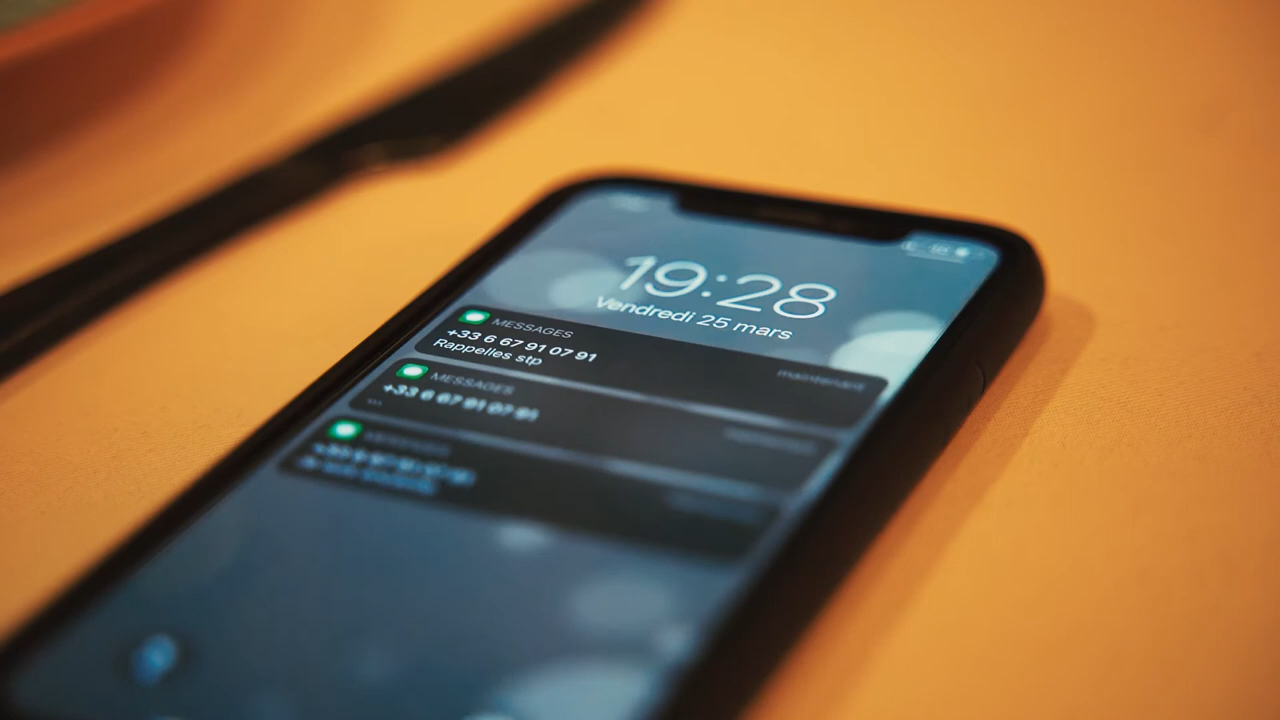 19:28
Vendredi 25 mars
MESSAGES
maintenant
+33 6 67 91 07 91
Rappelles stp
MESSAGES
+33 6 67 91 07 91
...
MESSAGES